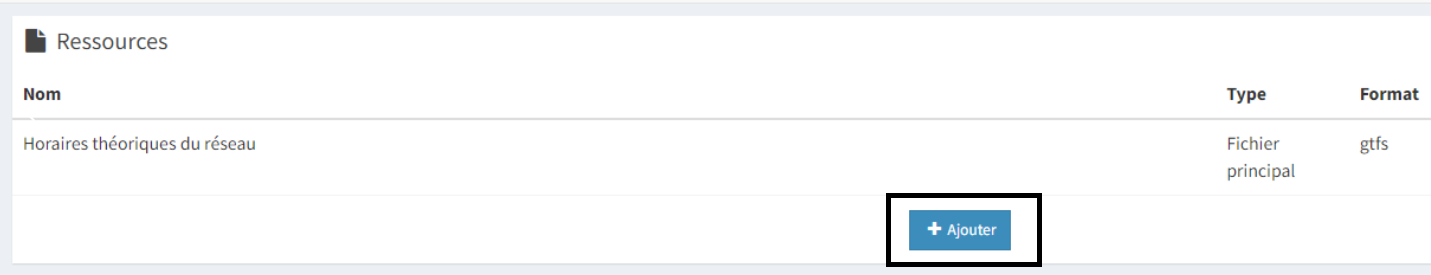 Ressources
Nom Type Format
Horaires théoriques du réseau Fichier principal gtfs
+ Ajouter